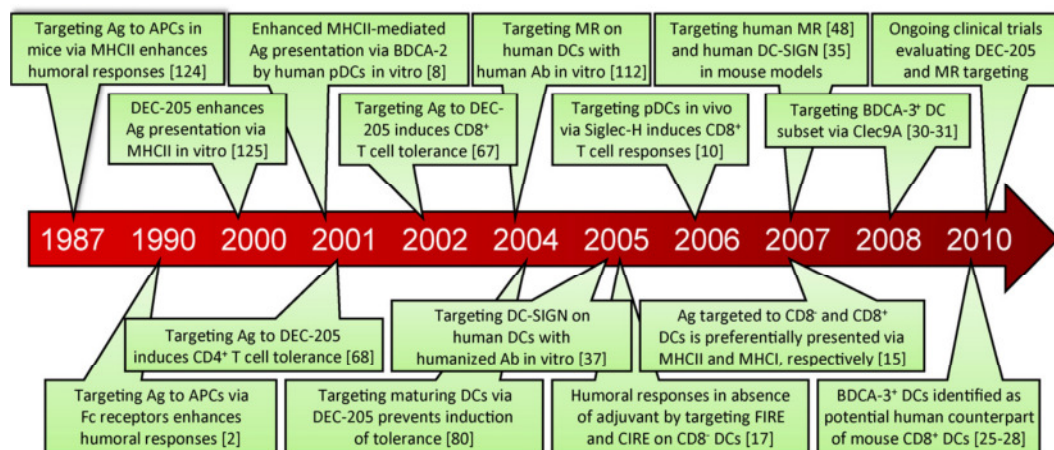 Targeting Ag to APCs in
mice via MHCII enhances
humoral responses [124]
Enhanced MHCII-mediated
Ag presentation via BDCA-2
by human pDCs in vitro [8]
Targeting MR on
human DCs with
human Ab in vitro [112]
Targeting human MR [48]
and human DC-SIGN [35]
in mouse models
Ongoing clinical trials
evaluating DEC-205
and MR targeting
DEC-205 enhances
Ag presentation via
MHCII in vitro [125]
Targeting Ag to DEC-
205 induces CD8⁺
T cell tolerance [67]
Targeting pDCs in vivo
via Siglec-H induces CD8⁺
T cell responses [10]
Targeting BDCA-3⁺ DC
subset via Clec9A [30-31]
1987 1990 2000 2001 2002 2004 2005 2006 2007 2008 2010
Targeting Ag to DEC-205
induces CD4⁺ T cell tolerance [68]
Targeting DC-SIGN on
human DCs with
humanized Ab in vitro [37]
Ag targeted to CD8⁻ and CD8⁺
DCs is preferentially presented via
MHCII and MHCI, respectively [15]
Targeting Ag to APCs via
Fc receptors enhances
humoral responses [2]
Targeting maturing DCs via
DEC-205 prevents induction
of tolerance [80]
Humoral responses in absence
of adjuvant by targeting FIRE
and CIRE on CD8⁻ DCs [17]
BDCA-3⁺ DCs identified as
potential human counterpart
of mouse CD8⁺ DCs [25-28]